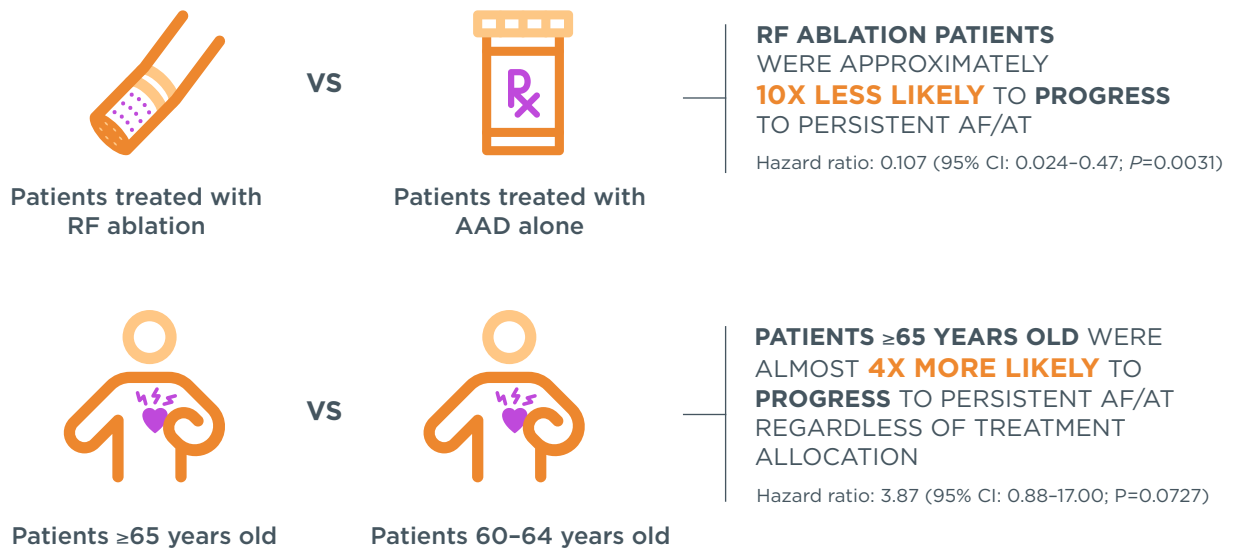 VS
Rx
RF ABLATION PATIENTS
WERE APPROXIMATELY
10X LESS LIKELY TO PROGRESS
TO PERSISTENT AF/AT
Hazard ratio: 0.107 (95% CI: 0.024–0.47; P=0.0031)
Patients treated with
RF ablation
Patients treated with
AAD alone
VS
PATIENTS ≥65 YEARS OLD WERE
ALMOST 4X MORE LIKELY TO
PROGRESS TO PERSISTENT AF/AT
REGARDLESS OF TREATMENT
ALLOCATION
Hazard ratio: 3.87 (95% CI: 0.88–17.00; P=0.0727)
Patients ≥65 years old
Patients 60–64 years old